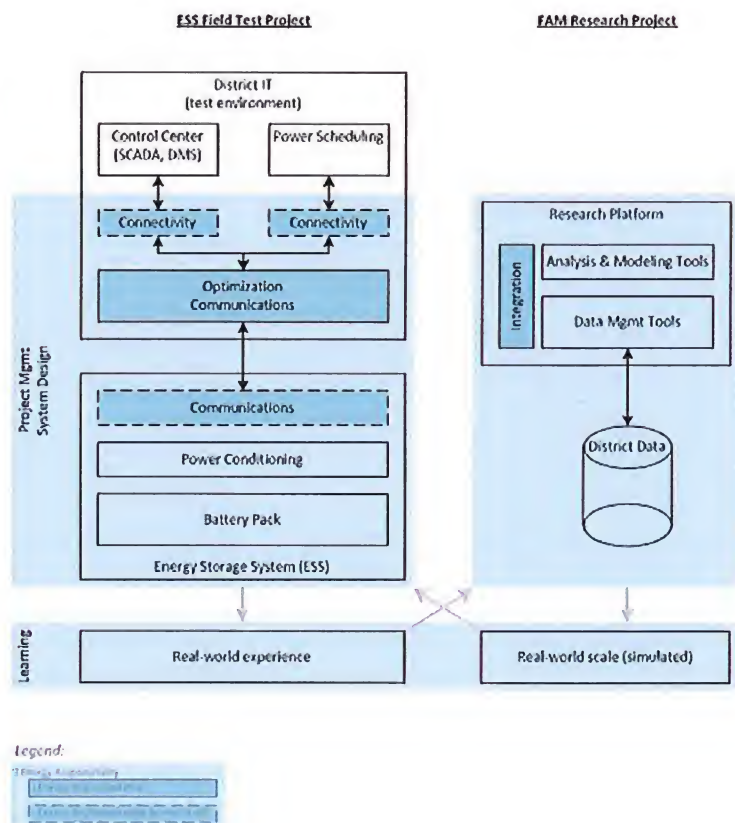 ESS Field Test Project
FAM Research Project
District IT
(test environment)
Control Center
(SCADA, DMS)
Power Scheduling
Connectivity
Connectivity
Optimization
Communications
Research Platform
Integration
Analysis & Modeling Tools
Data Mgmt Tools
Project Mgmt
System Design
Communications
Power Conditioning
Battery Pack
Energy Storage System (ESS)
District Data
Learning
Real-world experience
Real-world scale (simulated)
Legend:
Energy Responsibility